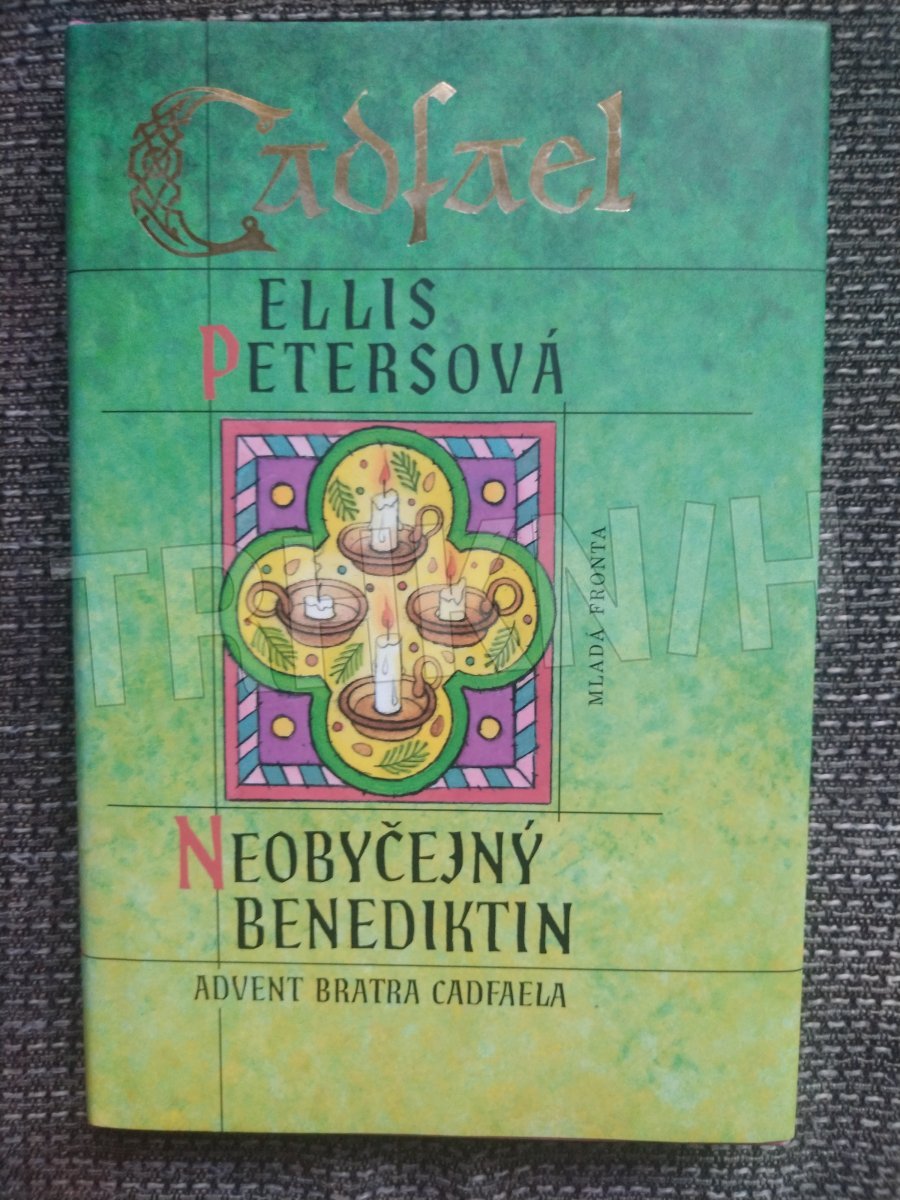 Cadfael
ELLIS
PETERSOVÁ
MLADÁ FRONTA
NEOBYČEJNÝ
BENEDIKTIN
ADVENT BRATRA CADFAELA